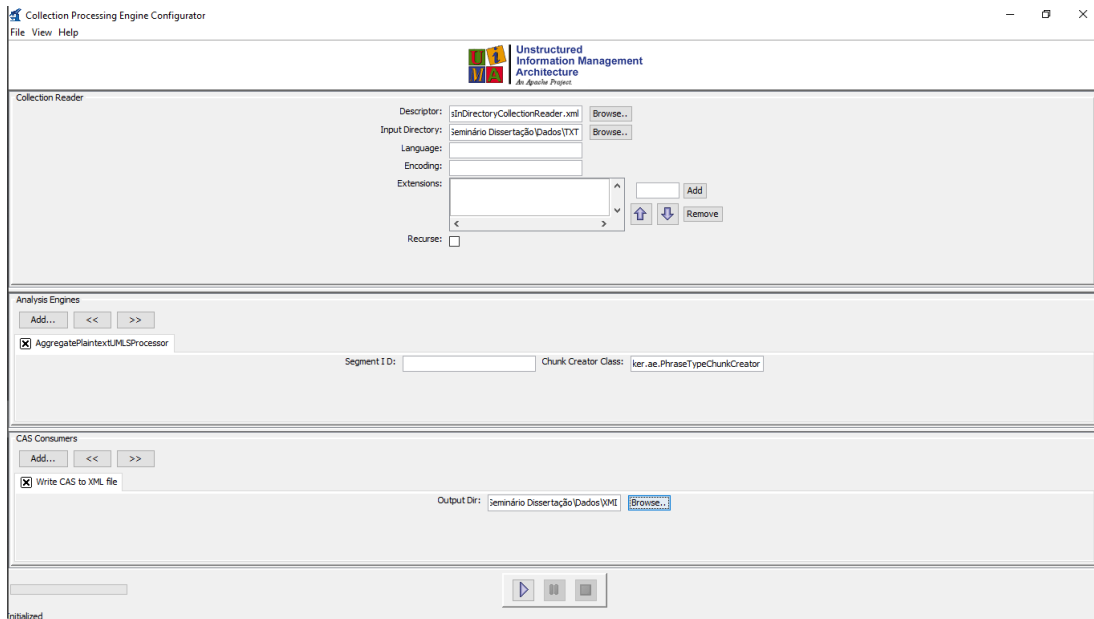 Collection Processing Engine Configurator
File View Help
UIMA
Unstructured
Information Management
Architecture
An Apache Project
Collection Reader
Descriptor: sInDirectoryCollectionReader.xml Browse..
Input Directory: Seminário Dissertação\Dados\TXT Browse..
Language:
Encoding:
Extensions: Add
Remove
Recurse:
Analysis Engines
Add... << >>
AggregatePlaintextUMLSProcessor
Segment I D: Chunk Creator Class: ker.ae.PhraseTypeChunkCreator
CAS Consumers
Add... << >>
Write CAS to XML file
Output Dir: Seminário Dissertação\Dados\XMI Browse..
Initialized